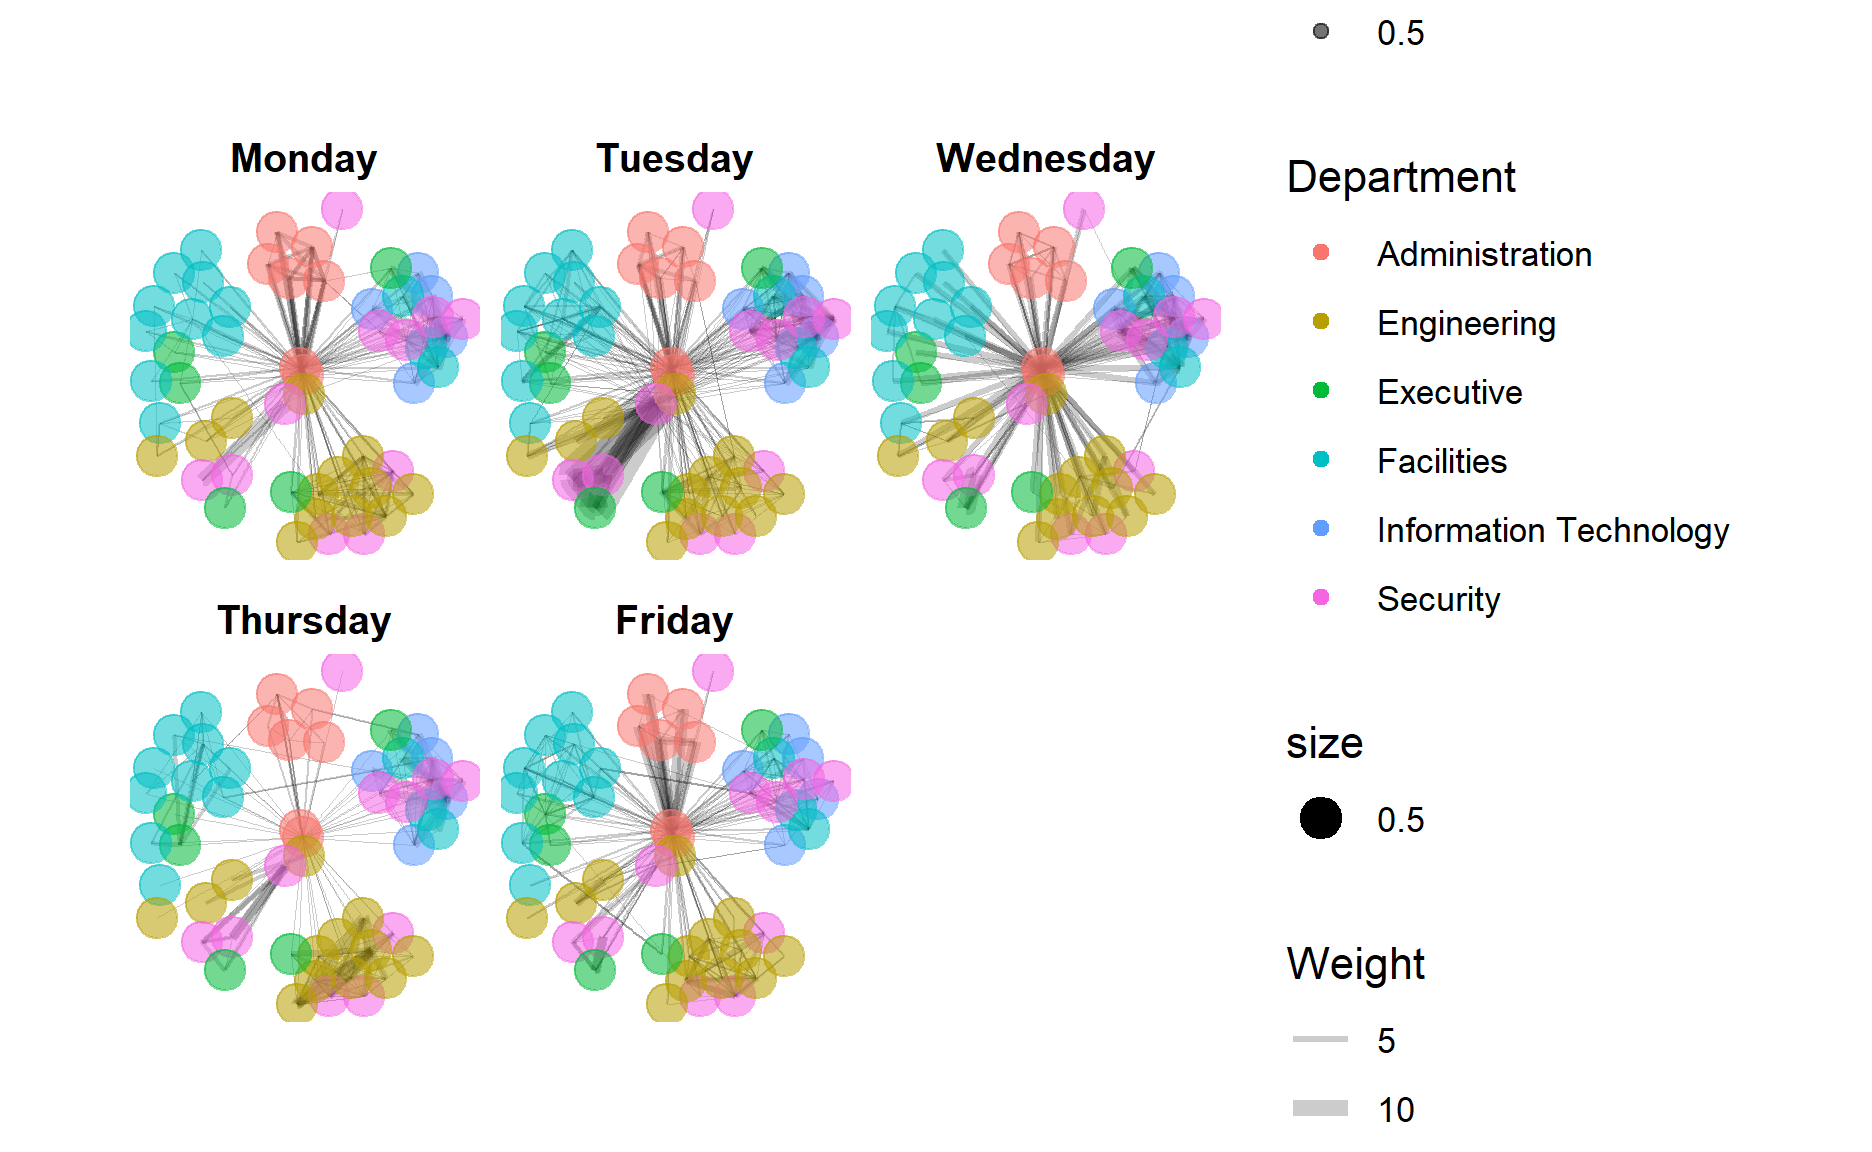 0.5
Monday
Tuesday
Wednesday
Thursday
Friday
Department
Administration
Engineering
Executive
Facilities
Information Technology
Security
size
0.5
Weight
5
10